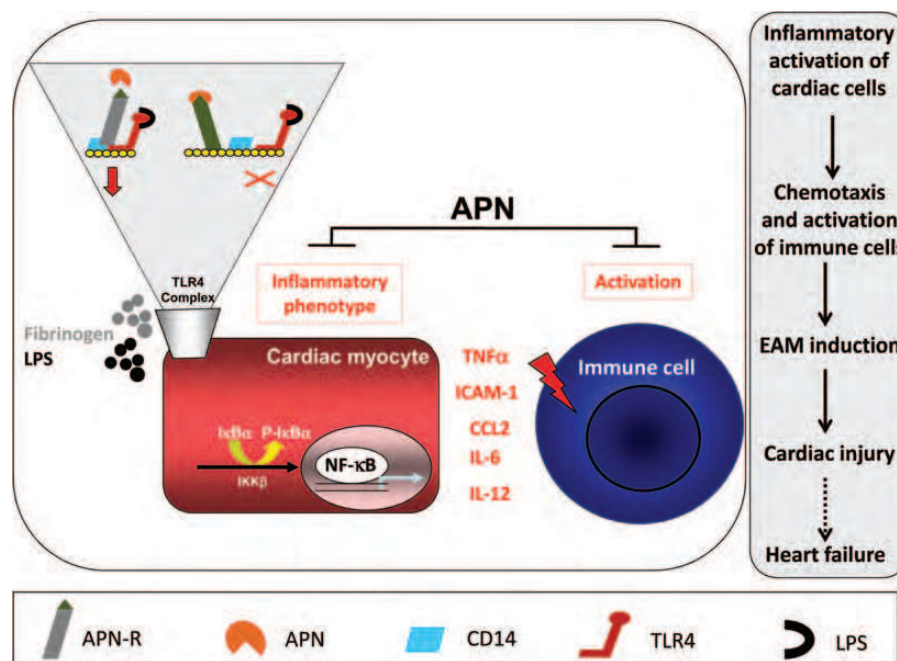 APN
TLR4
Complex
Inflammatory
phenotype
Activation
Fibrinogen
LPS
Cardiac myocyte
IκBα P-IκBα
IKKβ
NF-κB
TNFα
ICAM-1
CCL2
IL-6
IL-12
Immune cell
Inflammatory
activation of
cardiac cells
Chemotaxis
and activation
of immune cells
EAM induction
Cardiac injury
Heart failure
APN-R
APN
CD14
TLR4
LPS